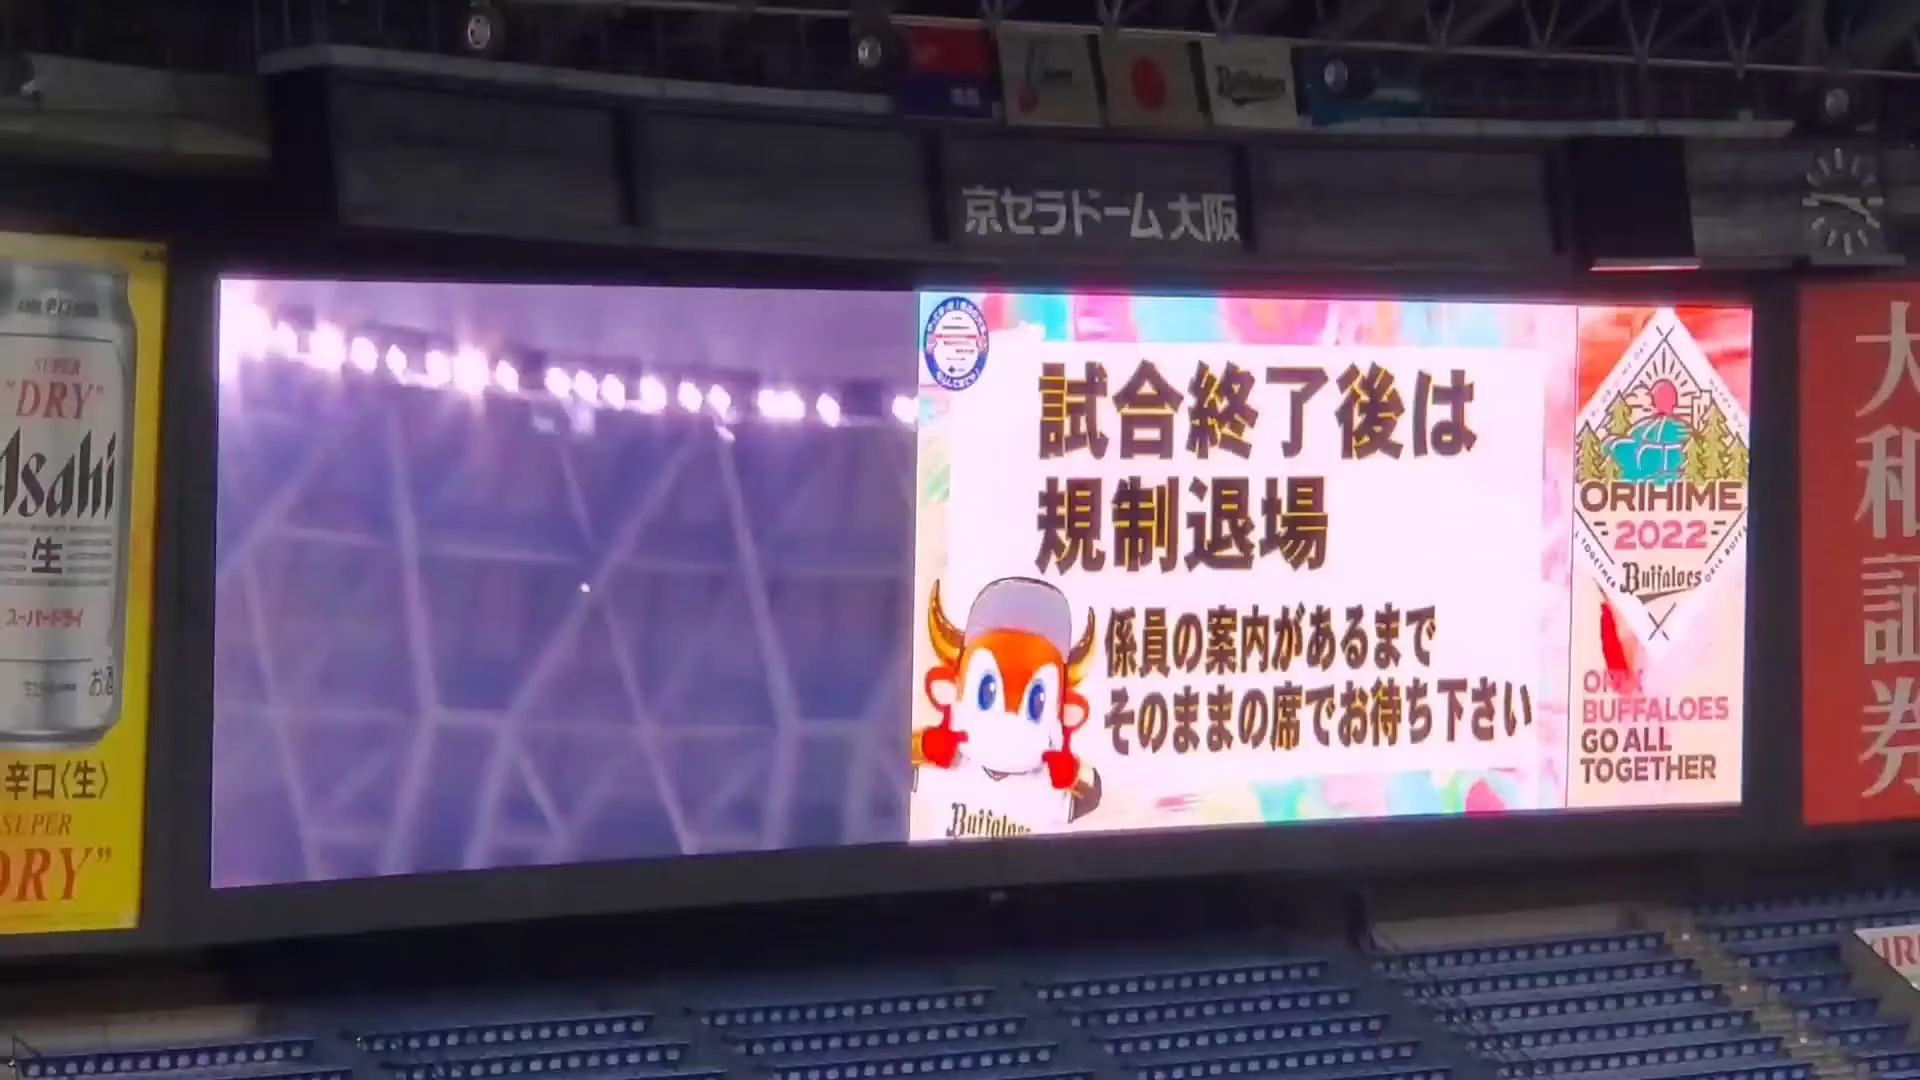 Buffaloes
京セラドーム大阪
SUPER
"DRY"
Asahi
生
スーパードライ
辛口〈生〉
SUPER
DRY"
試合終了後は
規制退場
係員の案内があるまで
そのままの席でお待ち下さい
Buffaloes
ORIHIME
2022
Buffaloes
BUFFALOES
GO ALL
TOGETHER
大和証券